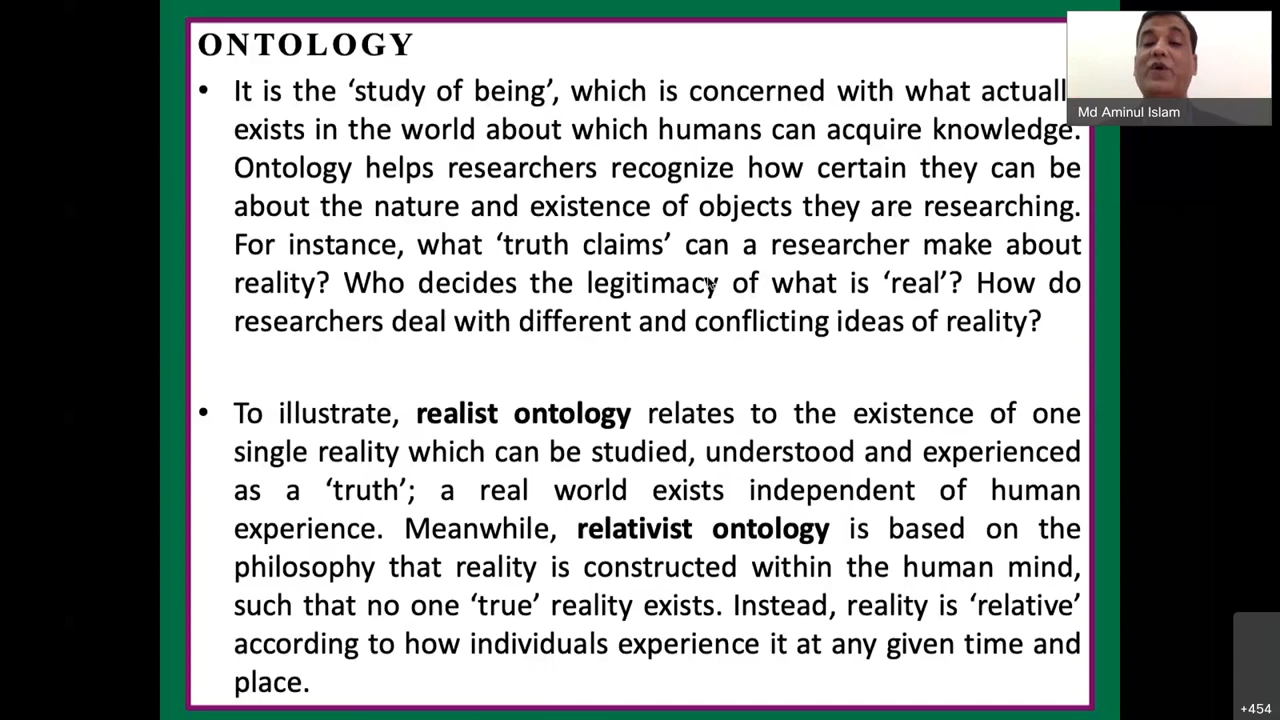 ONTOLOGY
• It is the ‘study of being’, which is concerned with what actuall
exists in the world about which humans can acquire knowledge.
Ontology helps researchers recognize how certain they can be
about the nature and existence of objects they are researching.
For instance, what ‘truth claims’ can a researcher make about
reality? Who decides the legitimacy of what is ‘real’? How do
researchers deal with different and conflicting ideas of reality?
• To illustrate, realist ontology relates to the existence of one
single reality which can be studied, understood and experienced
as a ‘truth’; a real world exists independent of human
experience. Meanwhile, relativist ontology is based on the
philosophy that reality is constructed within the human mind,
such that no one ‘true’ reality exists. Instead, reality is ‘relative’
according to how individuals experience it at any given time and
place.
Md Aminul Islam
+454